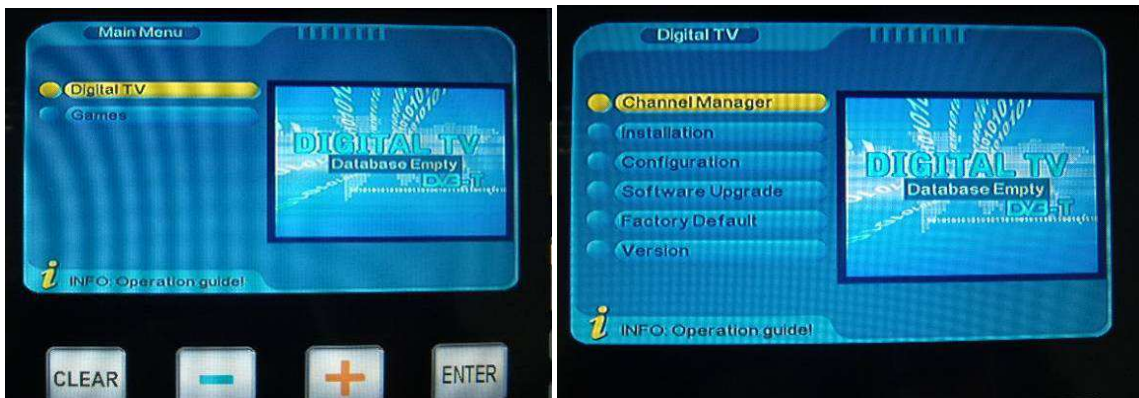 Main Menu
Digital TV
Games
DIGITAL TV
Database Empty
DVB-T
INFO: Operation guide!
CLEAR
ENTER
Digital TV
Channel Manager
Installation
Configuration
Software Upgrade
Factory Default
Version
DIGITAL TV
Database Empty
DVB-T
INFO: Operation guide!